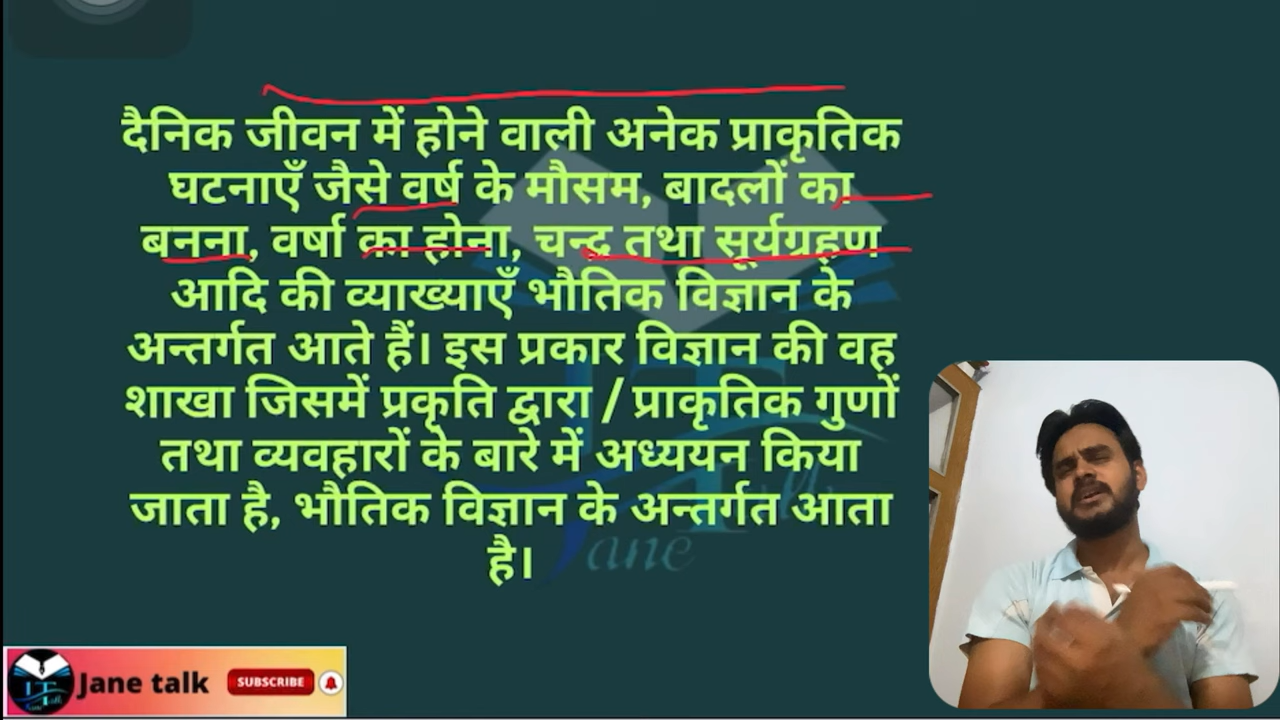 दैनिक जीवन में होने वाली अनेक प्राकृतिक
घटनाएँ जैसे वर्ष के मौसम, बादलों का
बनना, वर्षा का होना, चन्द्र तथा सूर्यग्रहण
आदि की व्याख्याएँ भौतिक विज्ञान के
अन्तर्गत आते हैं। इस प्रकार विज्ञान की वह
शाखा जिसमें प्रकृति द्वारा / प्राकृतिक गुणों
तथा व्यवहारों के बारे में अध्ययन किया
जाता है, भौतिक विज्ञान के अन्तर्गत आता
है।
Jane
Jane talk
SUBSCRIBE